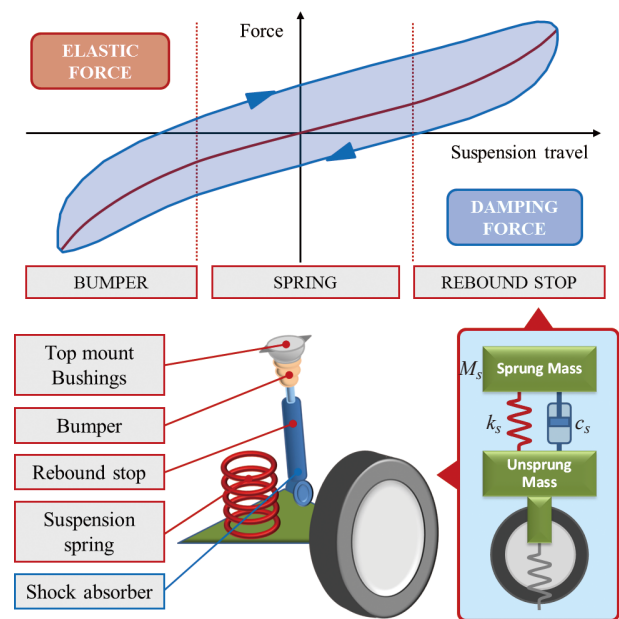 Force
ELASTIC
FORCE
Suspension travel
DAMPING
FORCE
BUMPER
SPRING
REBOUND STOP
Top mount
Bushings
Bumper
Rebound stop
Suspension
spring
Shock absorber
Ms
Sprung Mass
ks
cs
Unsprung
Mass